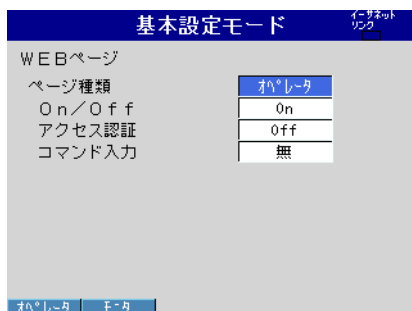 基本設定モード
イーサネット
リンク
ＷＥＢページ
ページ種類 ｵﾍﾟﾚｰﾀ
Ｏｎ／Ｏｆｆ On
アクセス認証 Off
コマンド入力 無
ｵﾍﾟﾚｰﾀ ﾓﾆﾀ